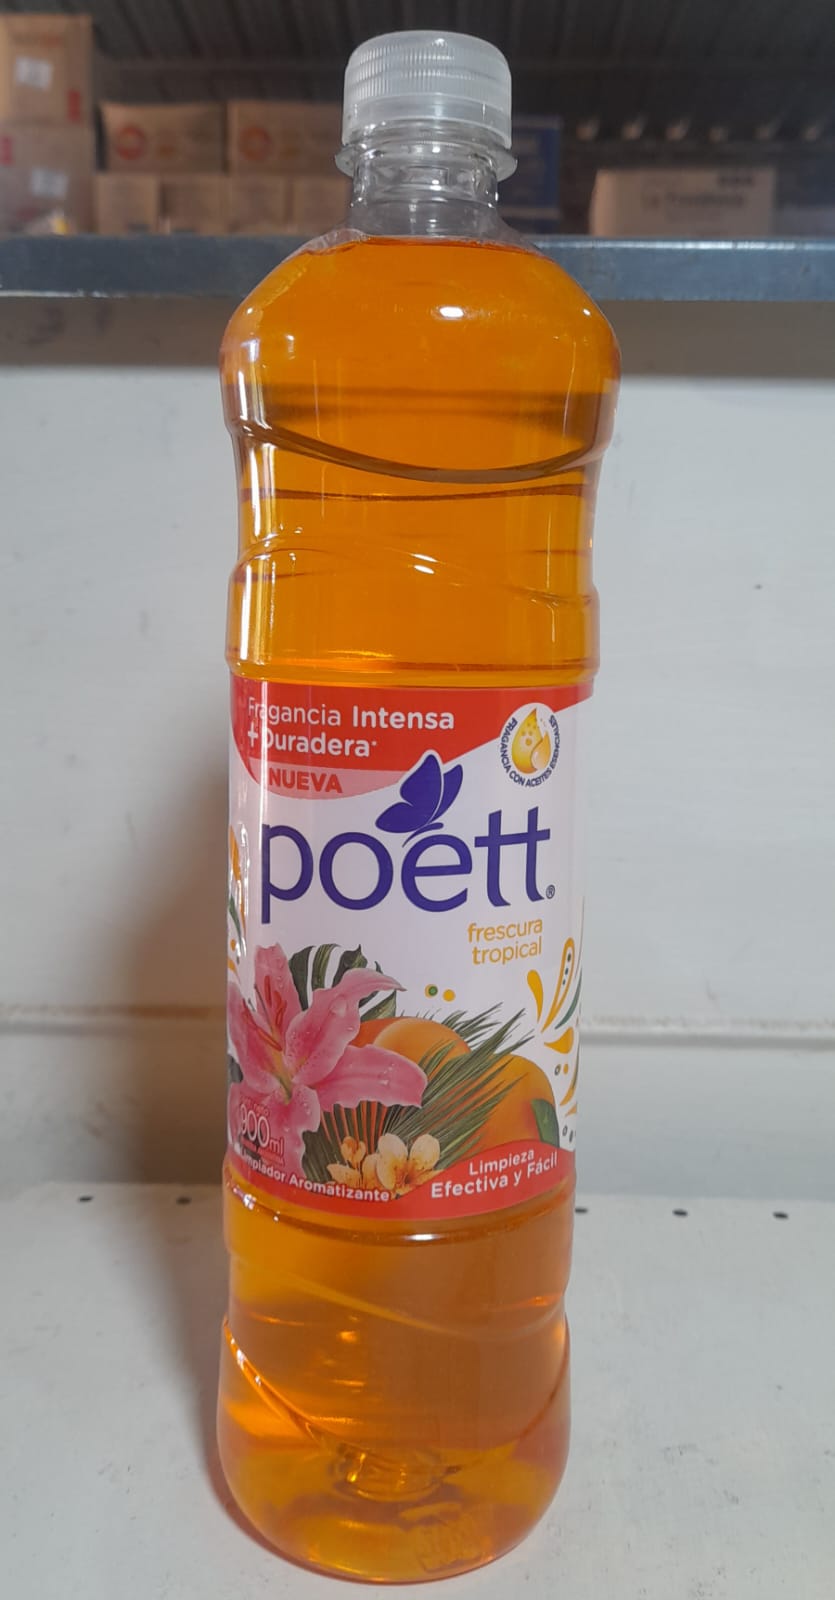 Fragancia Intensa
+Duradera*
NUEVA
FRAGANCIA CON ACEITES ESENCIALES
poett®
frescura
tropical
900ml
Limpiador Aromatizante
Limpieza
Efectiva y Fácil